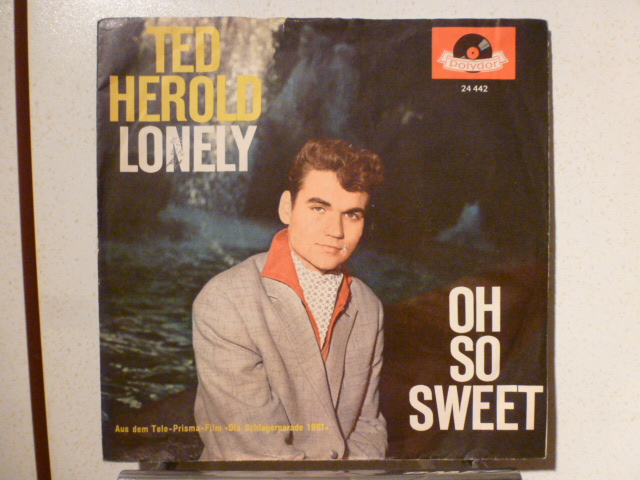 TED
HEROLD
LONELY
polydor
24 442
OH
SO
SWEET
Aus dem Tele-Prisma-Film »Die Schlagerparade 1961«